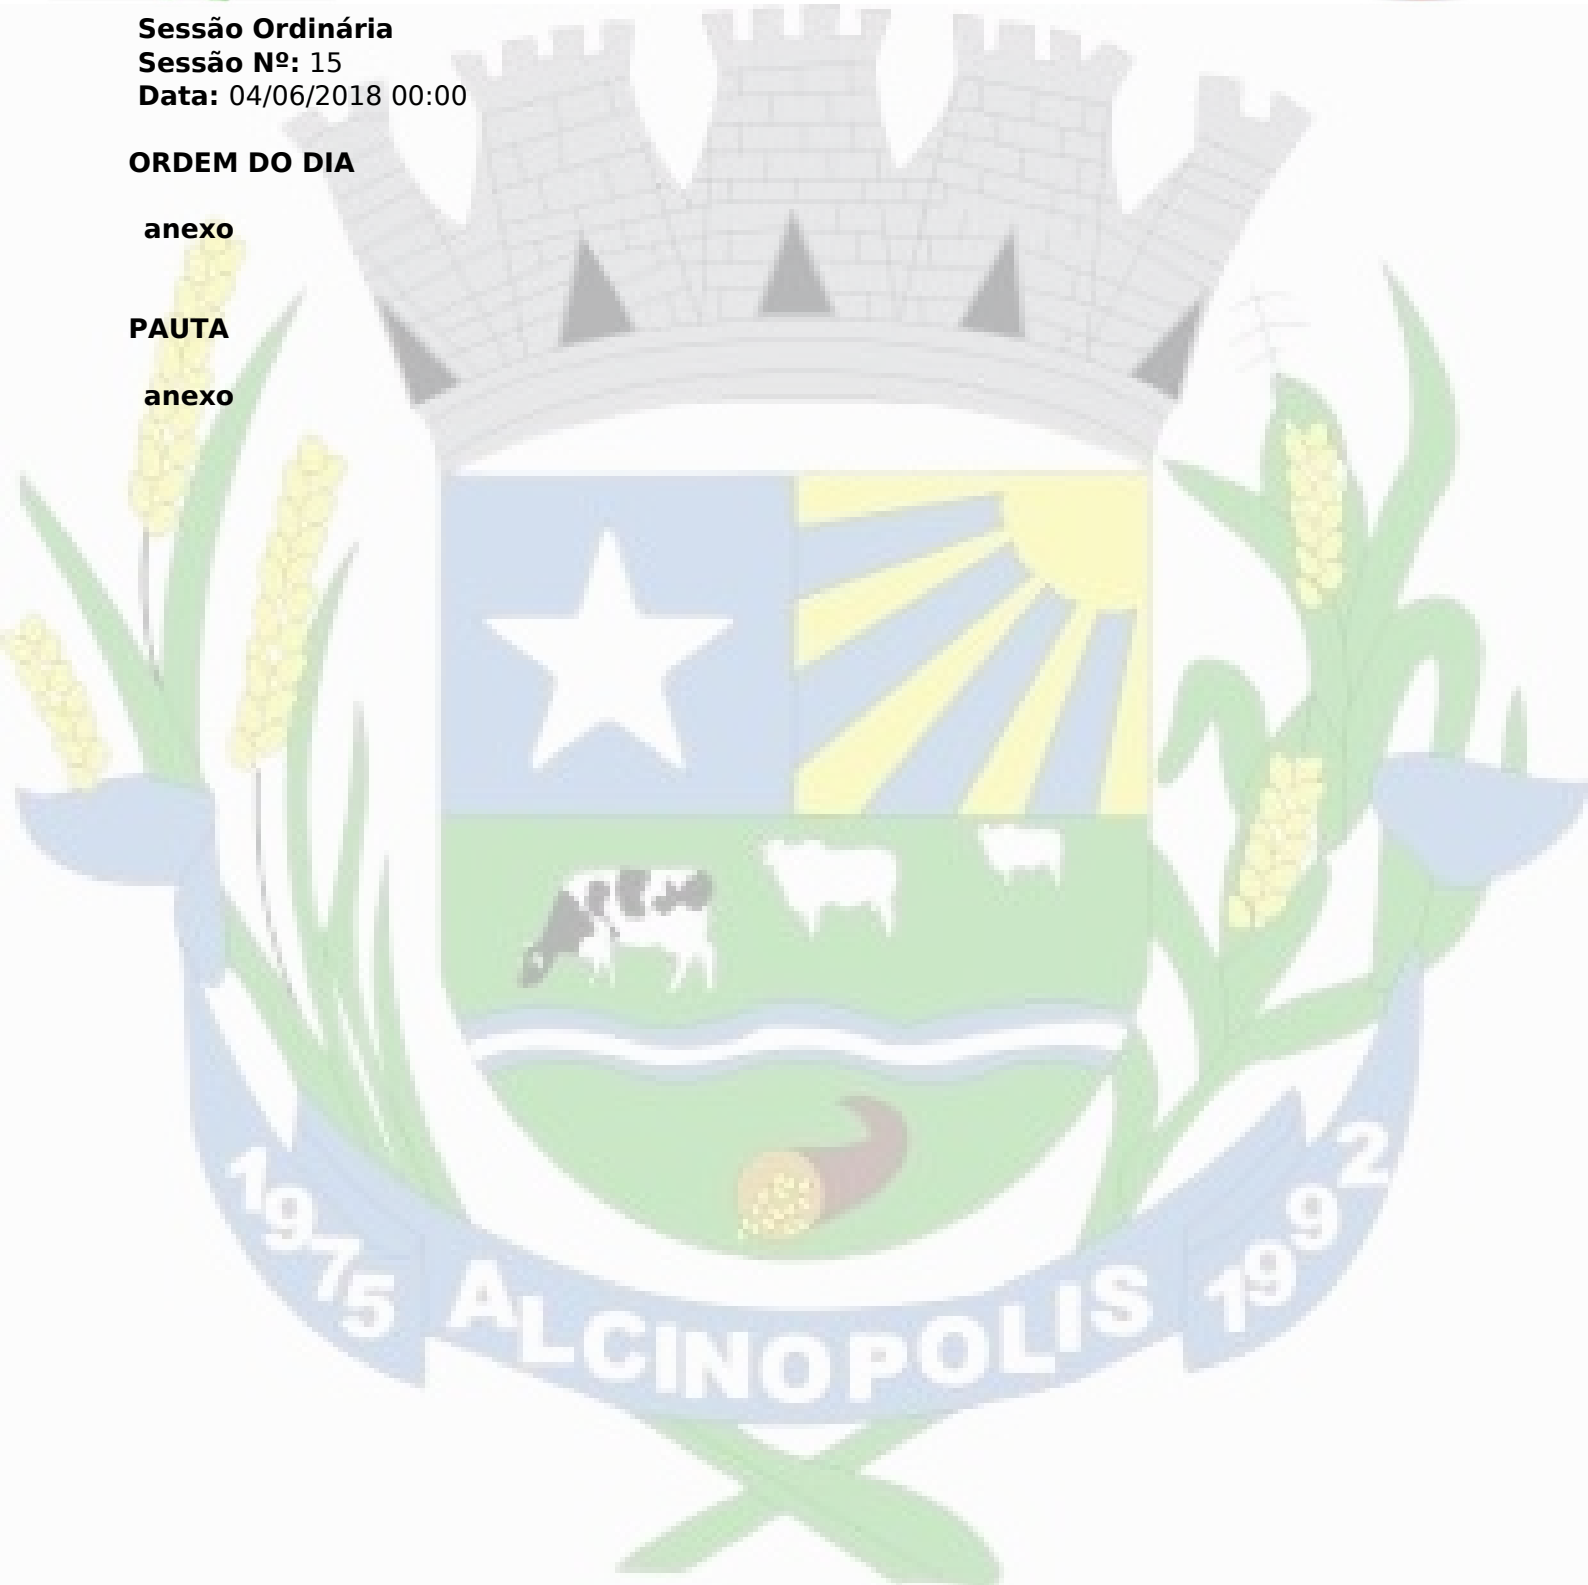 Sessão Ordinária
Sessão Nº: 15
Data: 04/06/2018 00:00
ORDEM DO DIA
anexo
PAUTA
anexo
1975 ALCINOPOLIS 1992